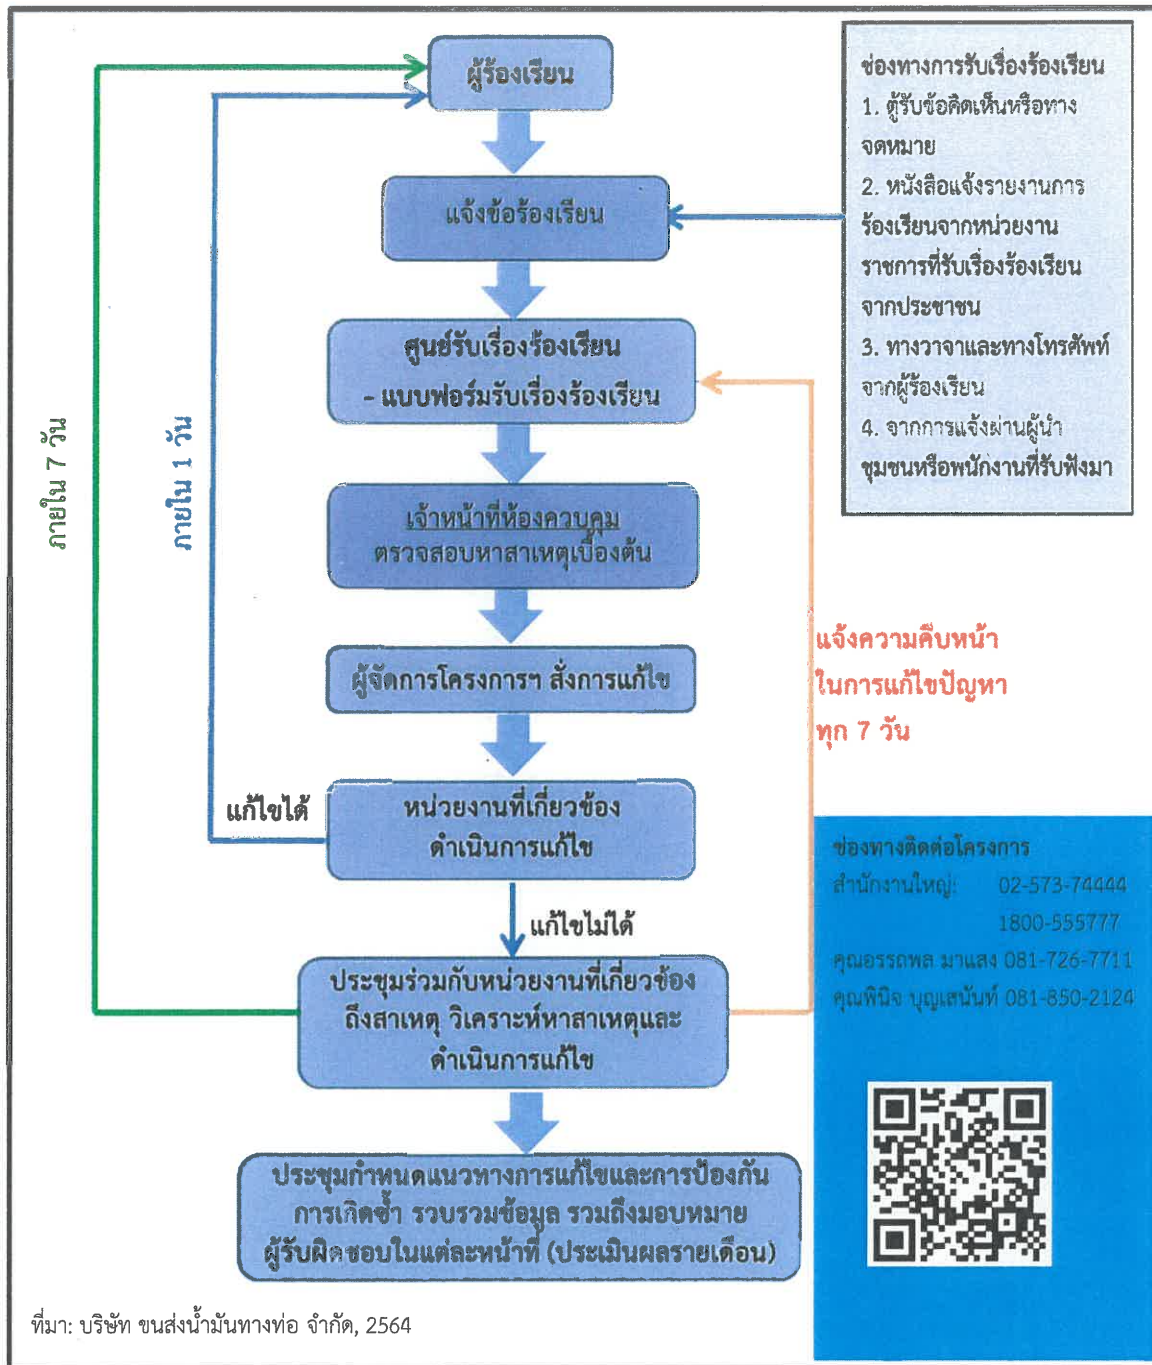 ผู้ร้องเรียน
แจ้งข้อร้องเรียน
ช่องทางการรับเรื่องร้องเรียน
1. ตู้รับข้อคิดเห็นหรือทาง
จดหมาย
2. หนังสือแจ้งรายงานการ
ร้องเรียนจากหน่วยงาน
ราชการที่รับเรื่องร้องเรียน
จากประชาชน
3. ทางวาจาและทางโทรศัพท์
จากผู้ร้องเรียน
4. จากการแจ้งผ่านผู้นำ
ชุมชนหรือพนักงานที่รับฟังมา
ศูนย์รับเรื่องร้องเรียน
- แบบฟอร์มรับเรื่องร้องเรียน
ภายใน 7 วัน
ภายใน 1 วัน
เจ้าหน้าที่ห้องควบคุม
ตรวจสอบหาสาเหตุเบื้องต้น
ผู้จัดการโครงการฯ สั่งการแก้ไข
แจ้งความคืบหน้า
ในการแก้ไขปัญหา
ทุก 7 วัน
แก้ไขได้
หน่วยงานที่เกี่ยวข้อง
ดำเนินการแก้ไข
แก้ไขไม่ได้
ประชุมร่วมกับหน่วยงานที่เกี่ยวข้อง
ถึงสาเหตุ วิเคราะห์หาสาเหตุและ
ดำเนินการแก้ไข
ช่องทางติดต่อโครงการ
สำนักงานใหญ่: 02-573-74444
1800-555777
คุณอรรถพล มาแสง 081-726-7711
คุณพินิจ บุญเสนันท์ 081-850-2124
ประชุมกำหนดแนวทางการแก้ไขและการป้องกัน
การเกิดซ้ำ รวบรวมข้อมูล รวมถึงมอบหมาย
ผู้รับผิดชอบในแต่ละหน้าที่ (ประเมินผลรายเดือน)
ที่มา: บริษัท ขนส่งน้ำมันทางท่อ จำกัด, 2564